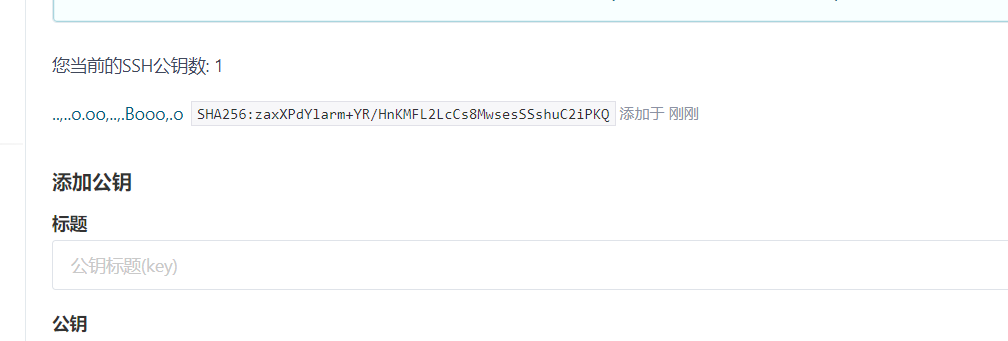 您当前的SSH公钥数: 1
..,..o.oo,..,.Booo,.o SHA256:zaxXPdYlarm+YR/HnKMFL2LcCs8MwsesSSshuC2iPKQ 添加于 刚刚
添加公钥
标题
公钥标题(key)
公钥